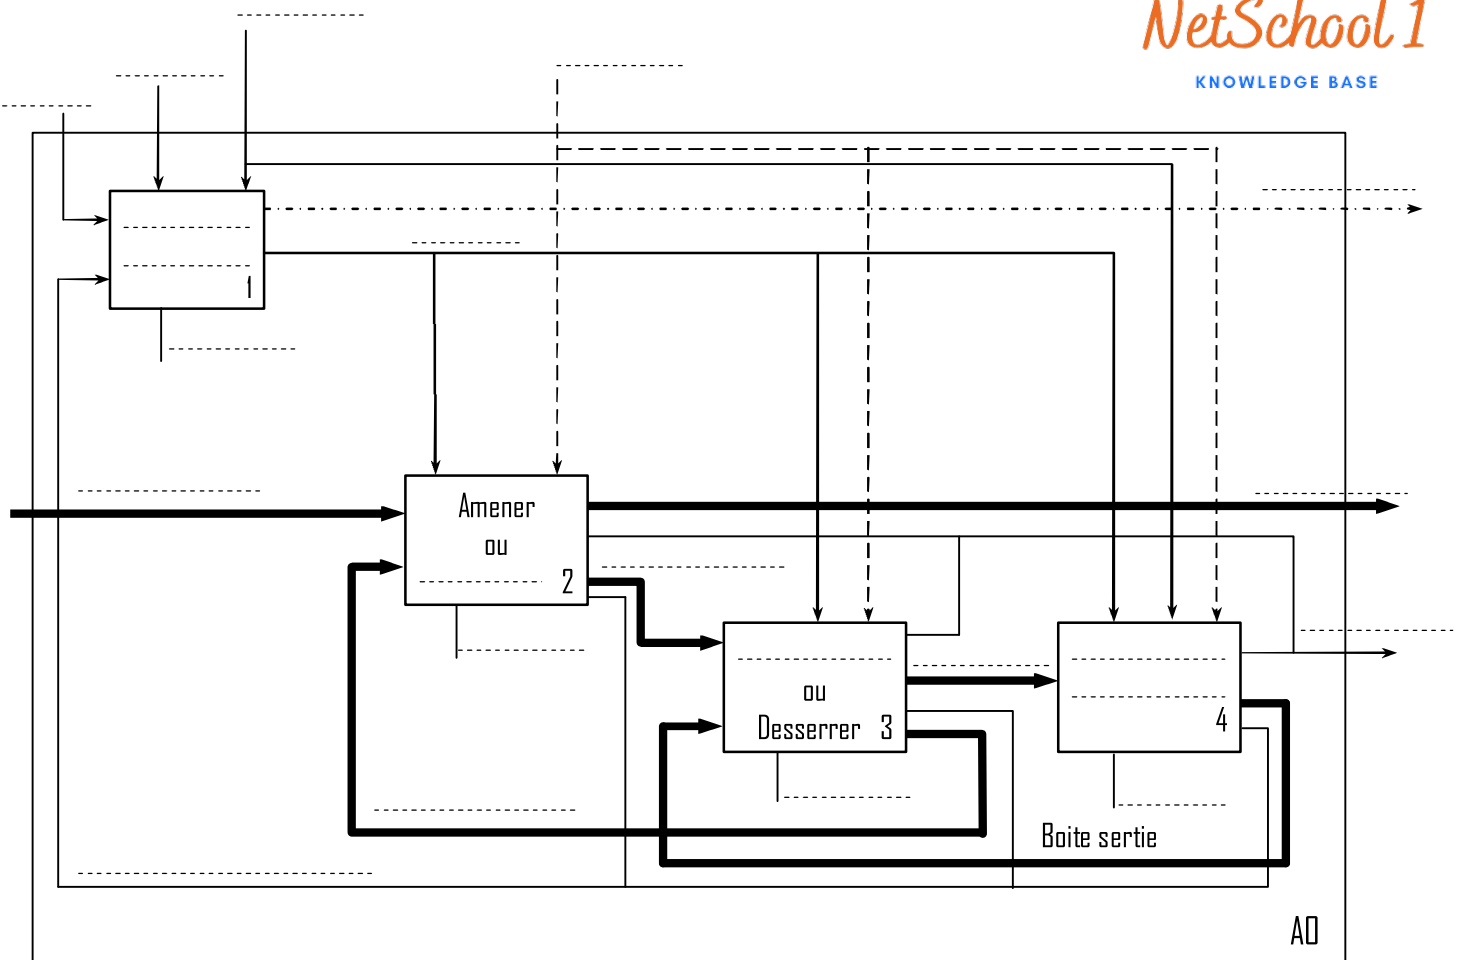 NetSchool 1
KNOWLEDGE BASE
1
Amener
ou
2
ou
Desserrer 3
4
Boite sertie
A0